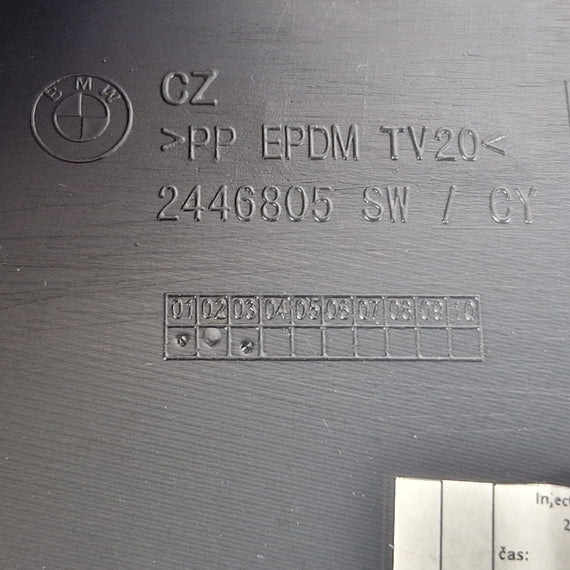 BMW
CZ
>PP EPDM TV20<
2446805 SW / CY
01 02 03 04 05 06 07 08 09 10
čas: